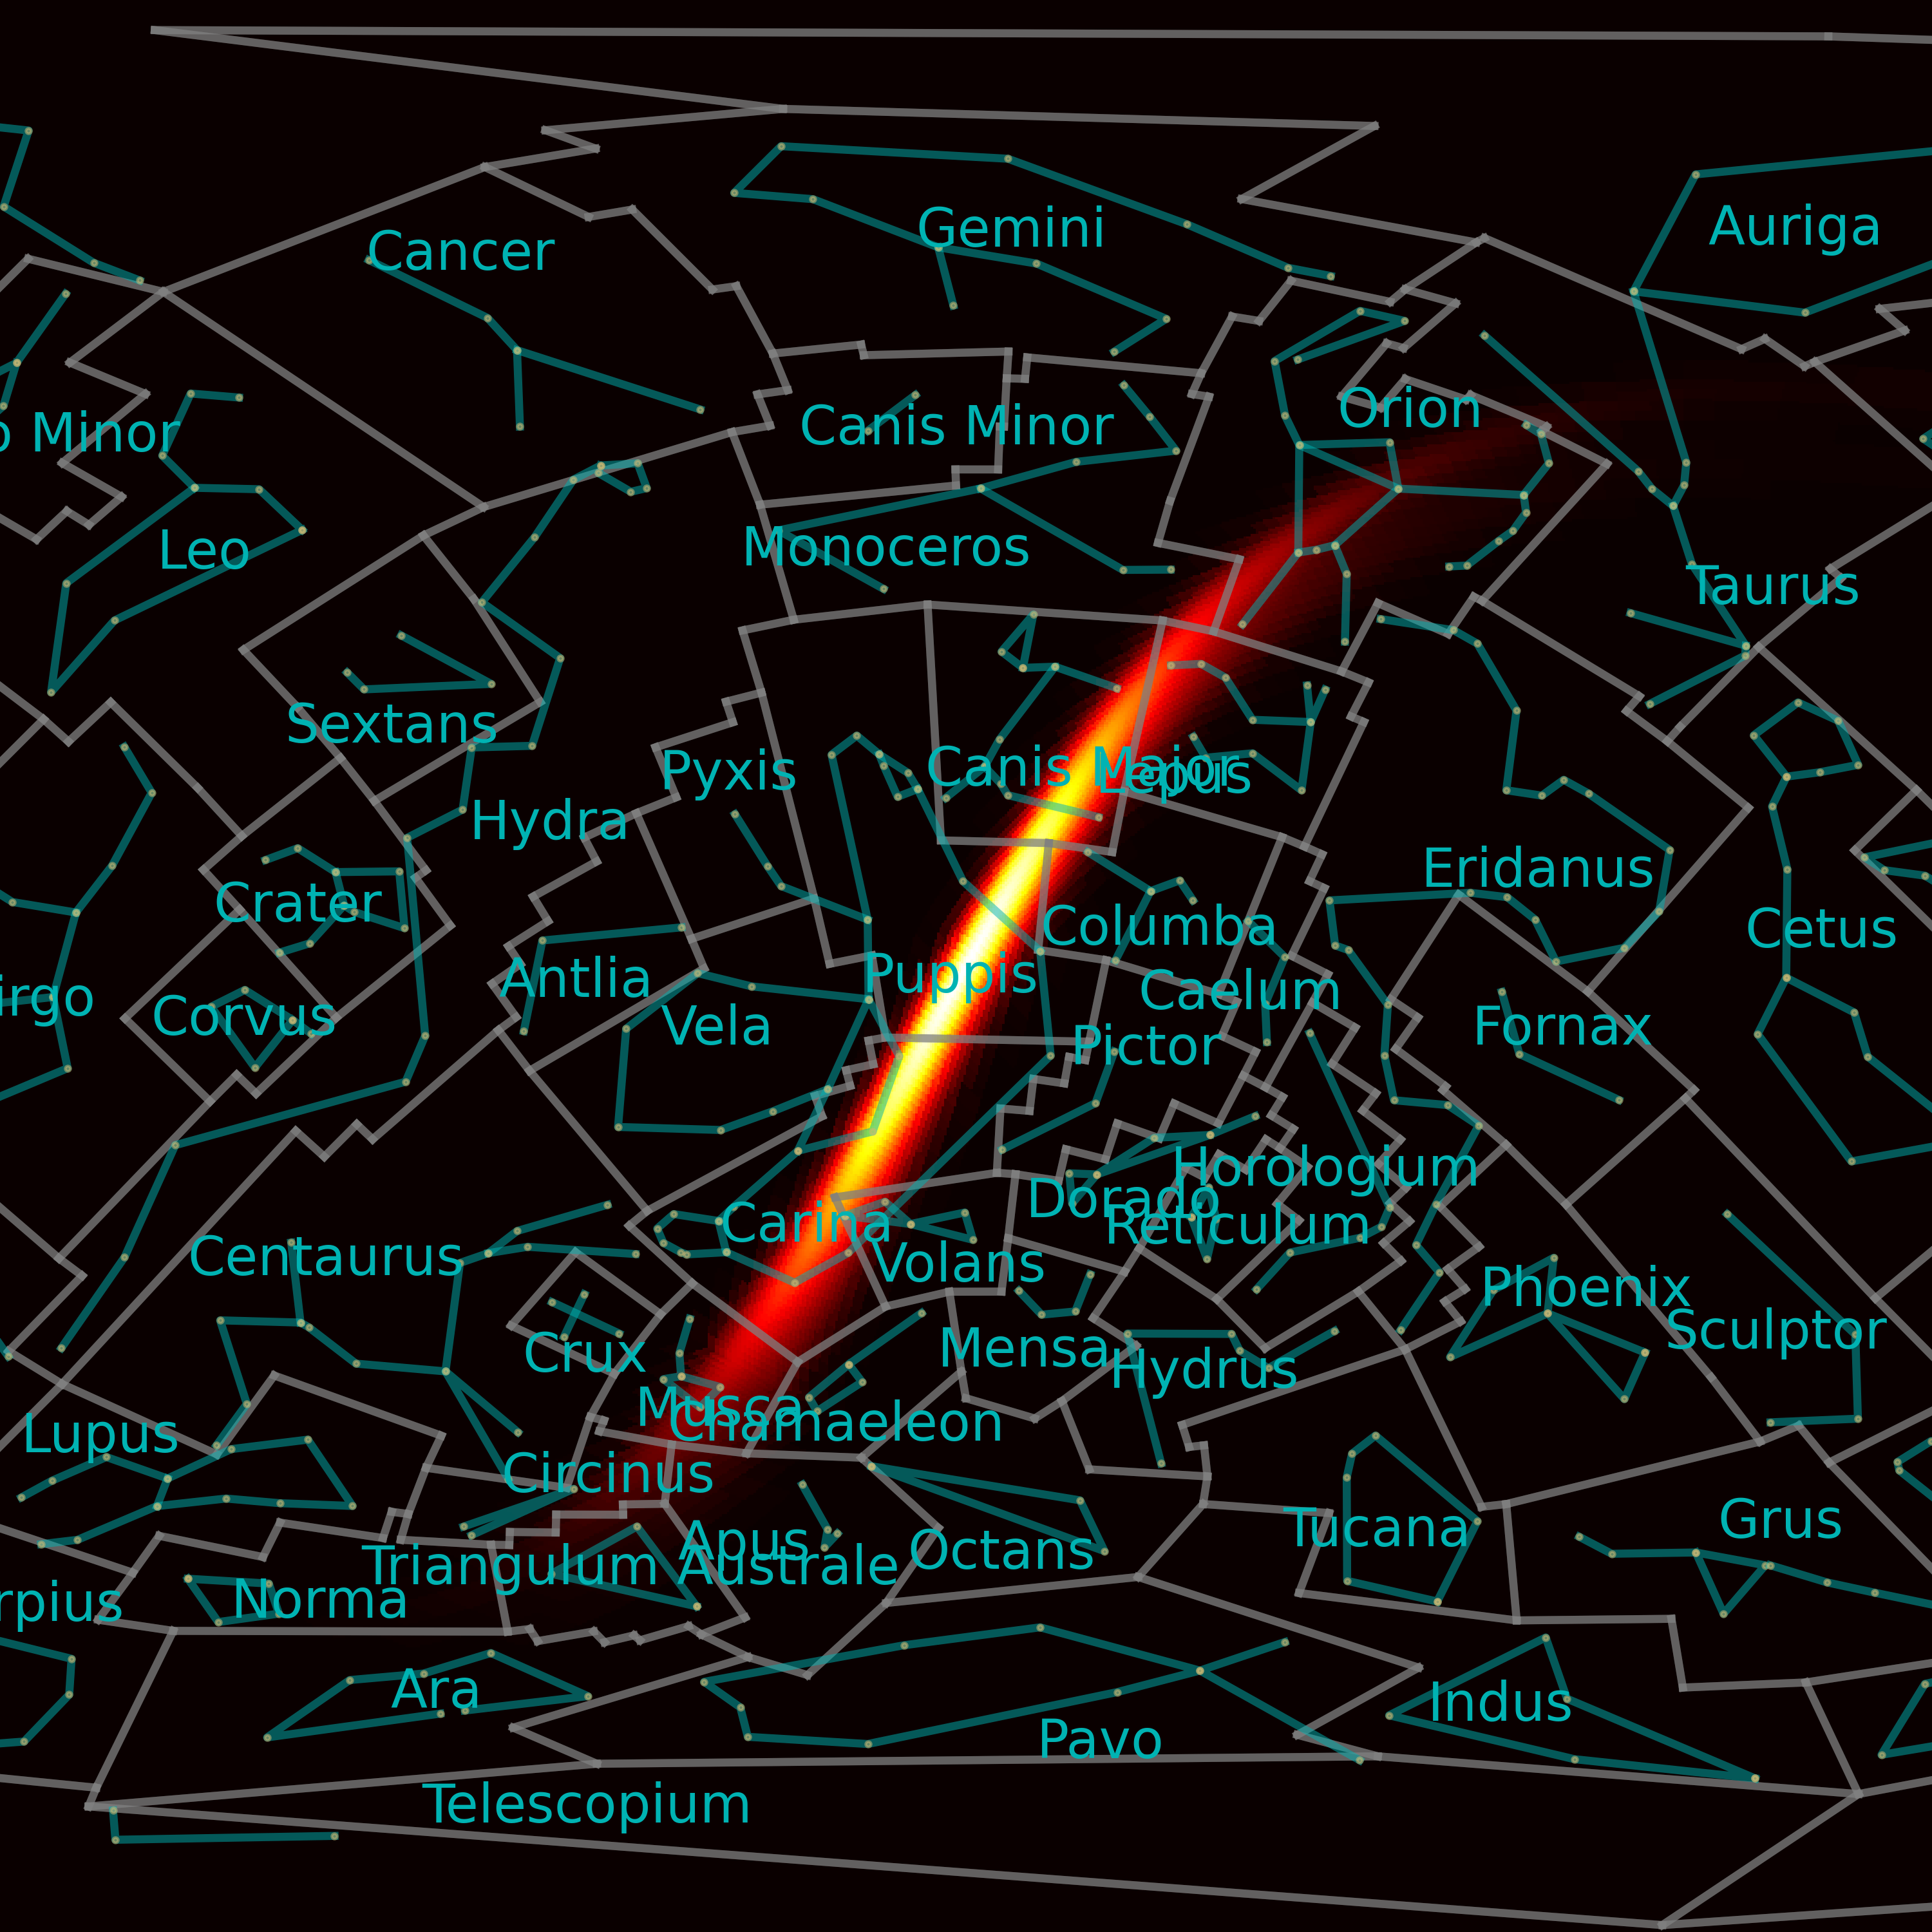 Gemini
Auriga
Cancer
Orion
Canis Minor
o Minor
Monoceros
Leo
Taurus
Sextans
Pyxis
Canis Major
Lepus
Hydra
Eridanus
Crater
Columba
Cetus
Antlia
Puppis
Caelum
irgo
Corvus
Vela
Pictor
Fornax
Horologium
Dorado
Carina
Reticulum
Centaurus
Volans
Phoenix
Sculptor
Crux
Mensa
Hydrus
Musca
Chamaeleon
Lupus
Circinus
Grus
Tucana
Apus
Octans
Triangulum Australe
rpius
Norma
Ara
Indus
Pavo
Telescopium